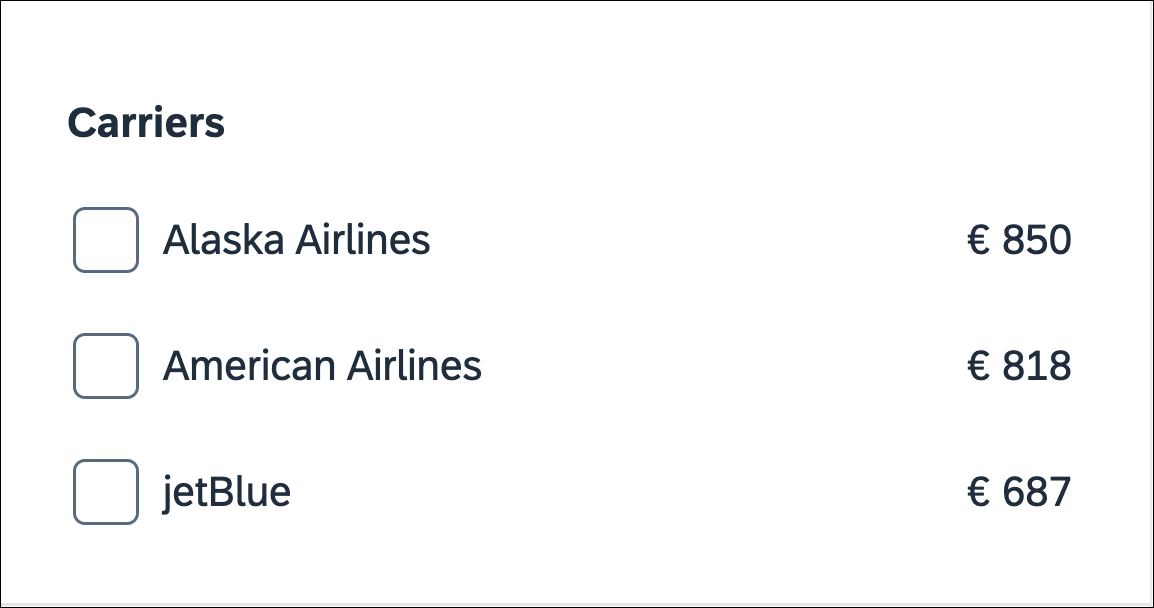 Carriers
Alaska Airlines € 850
American Airlines € 818
jetBlue € 687